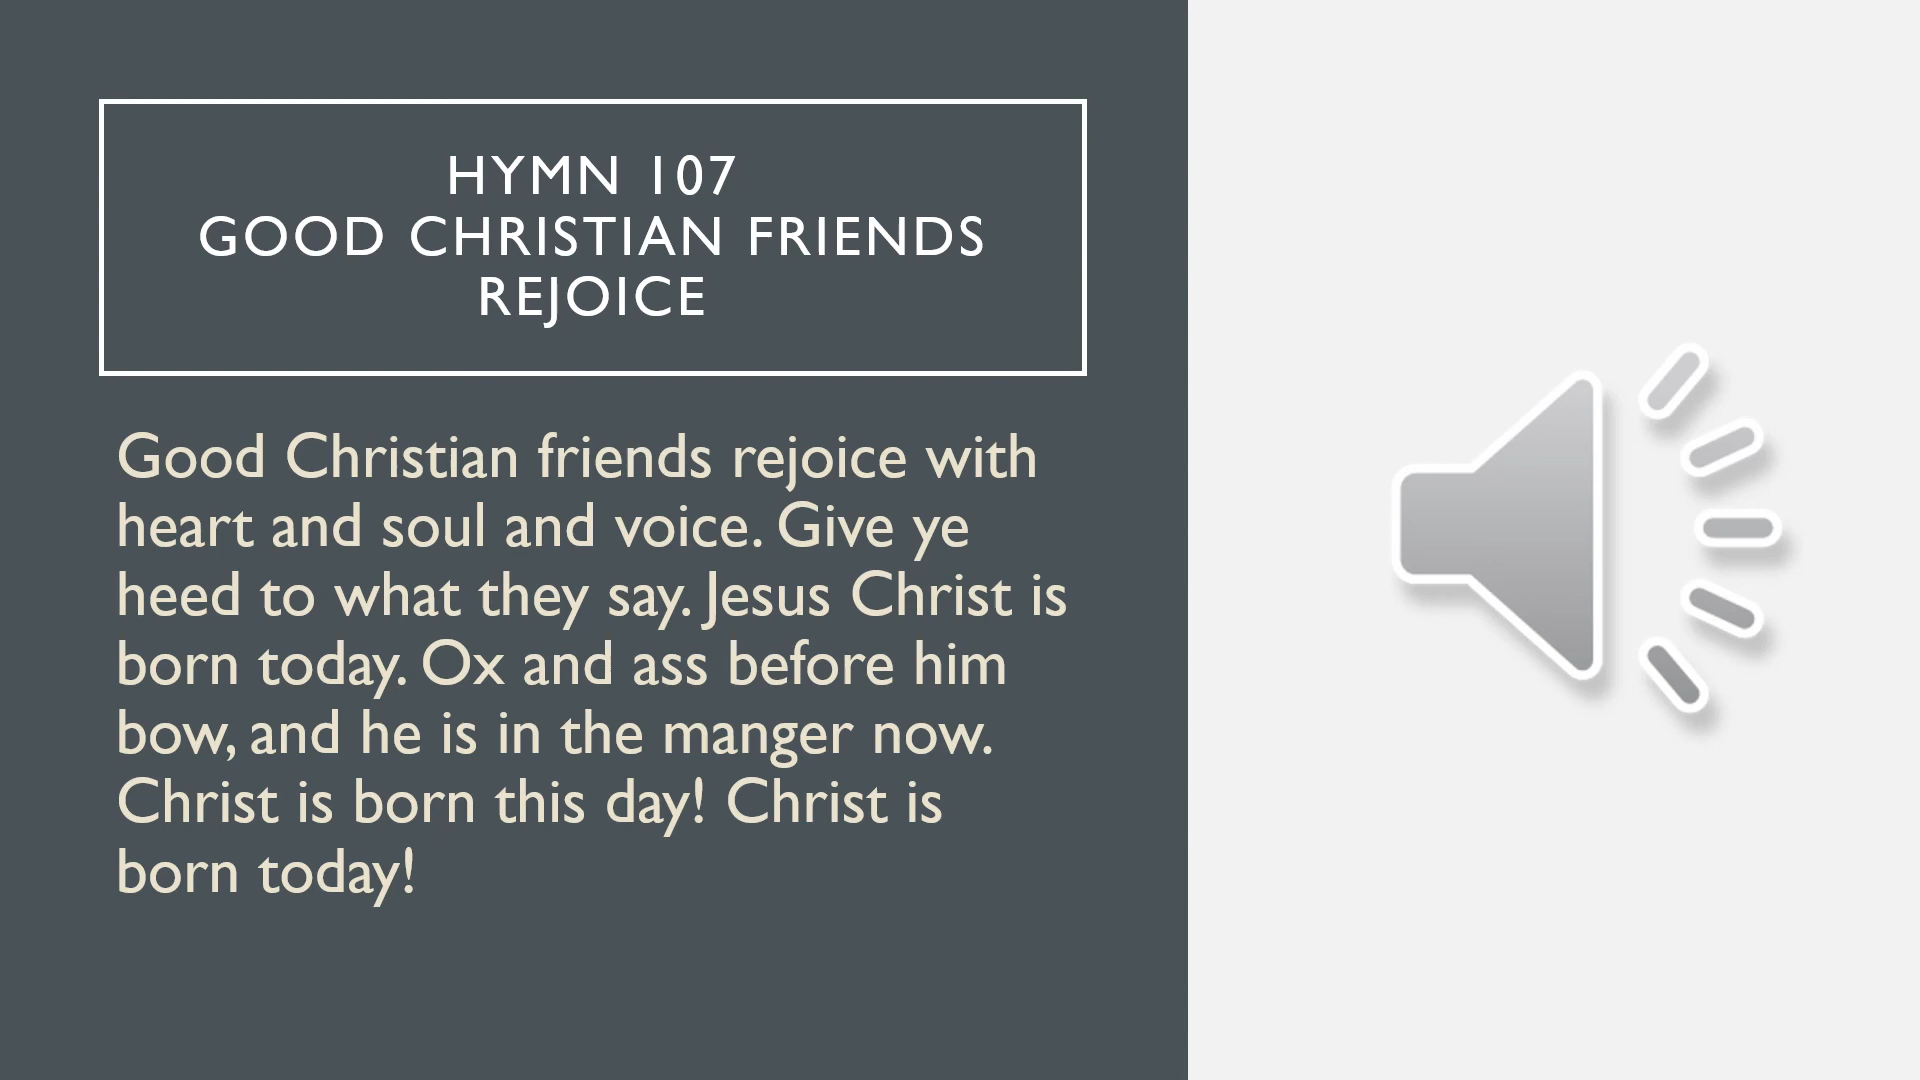 HYMN 107
GOOD CHRISTIAN FRIENDS
REJOICE
Good Christian friends rejoice with
heart and soul and voice. Give ye
heed to what they say. Jesus Christ is
born today. Ox and ass before him
bow, and he is in the manger now.
Christ is born this day! Christ is
born today!